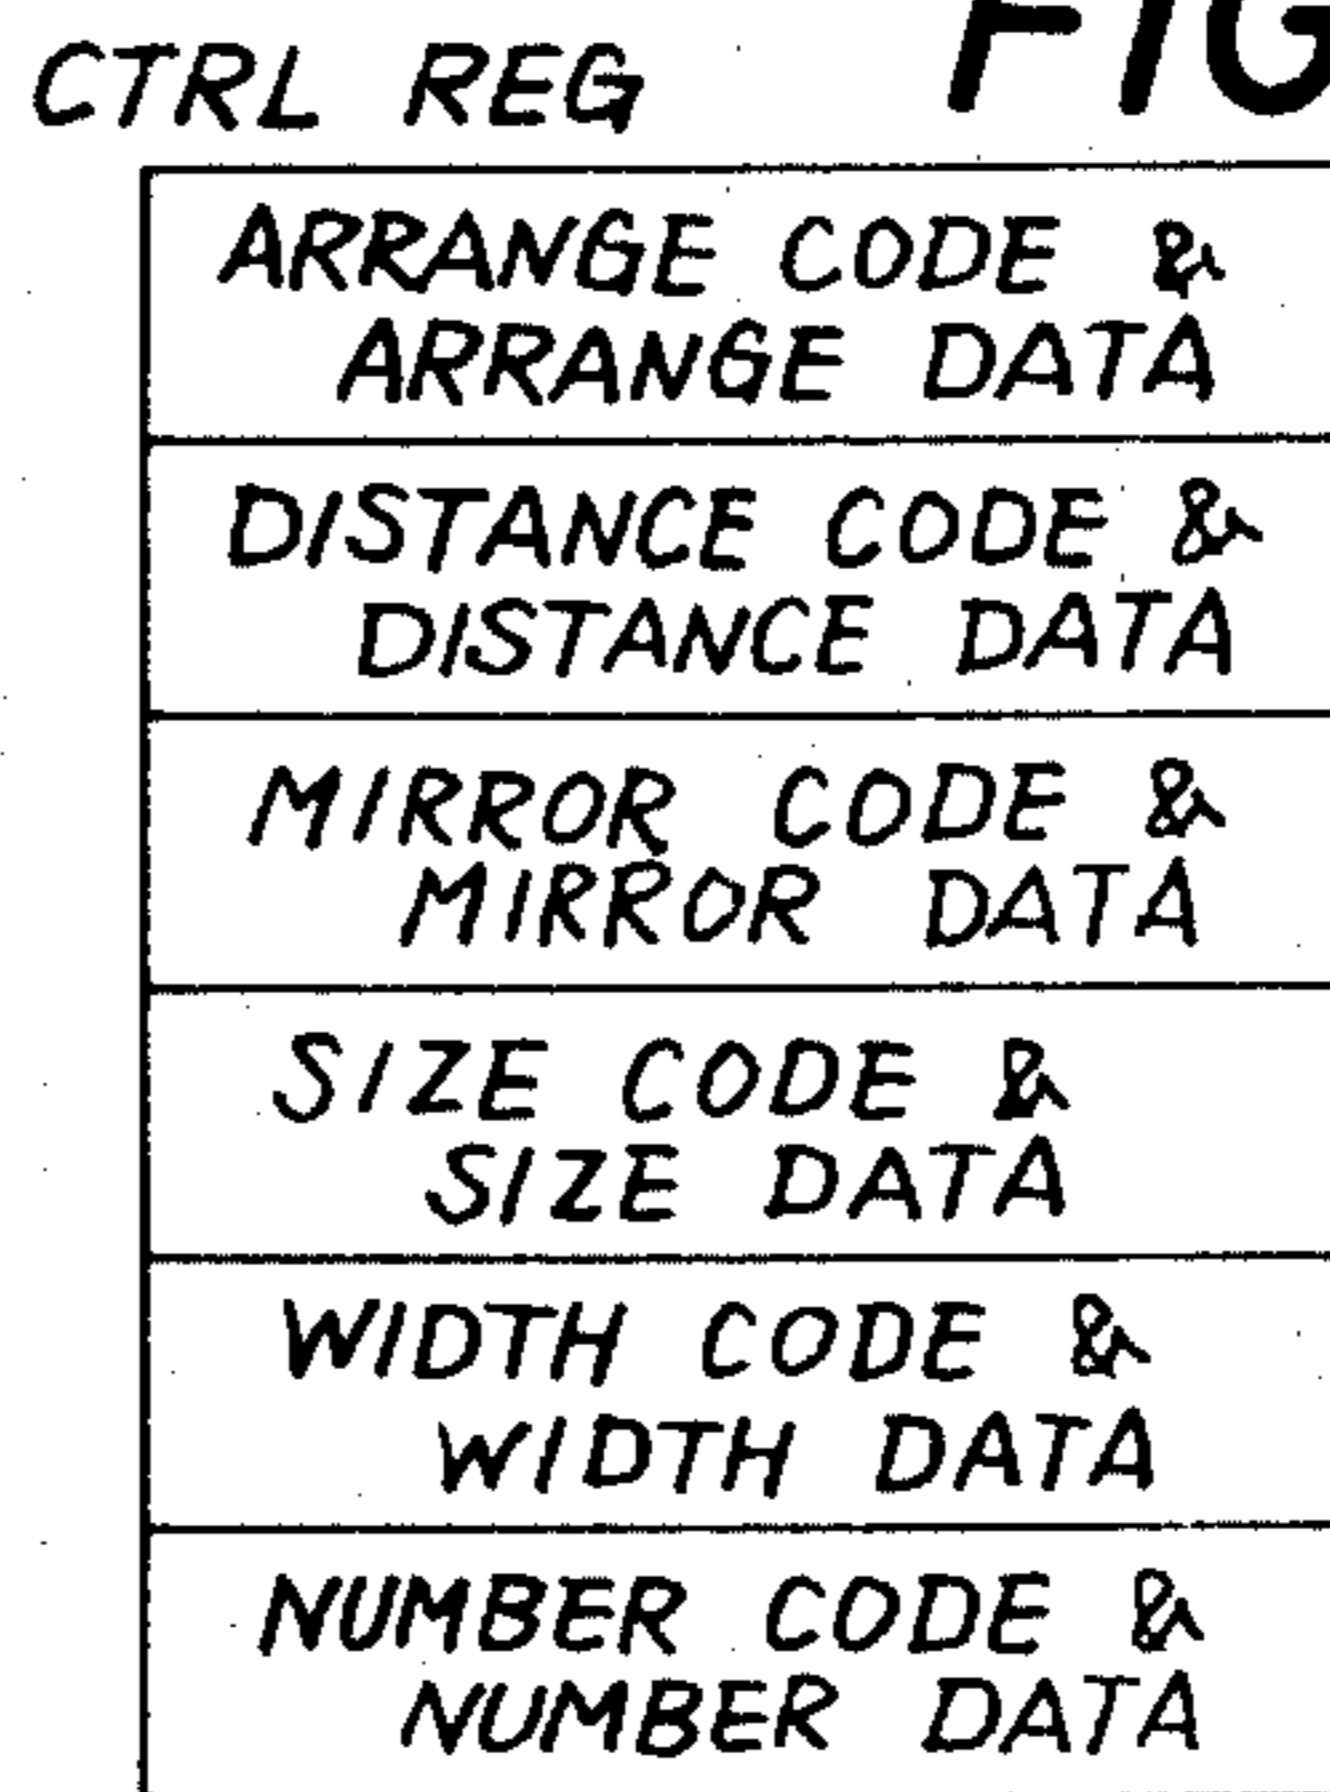 CTRL REG
FIG
ARRANGE CODE &
ARRANGE DATA
DISTANCE CODE &
DISTANCE DATA
MIRROR CODE &
MIRROR DATA
SIZE CODE &
SIZE DATA
WIDTH CODE &
WIDTH DATA
NUMBER CODE &
NUMBER DATA